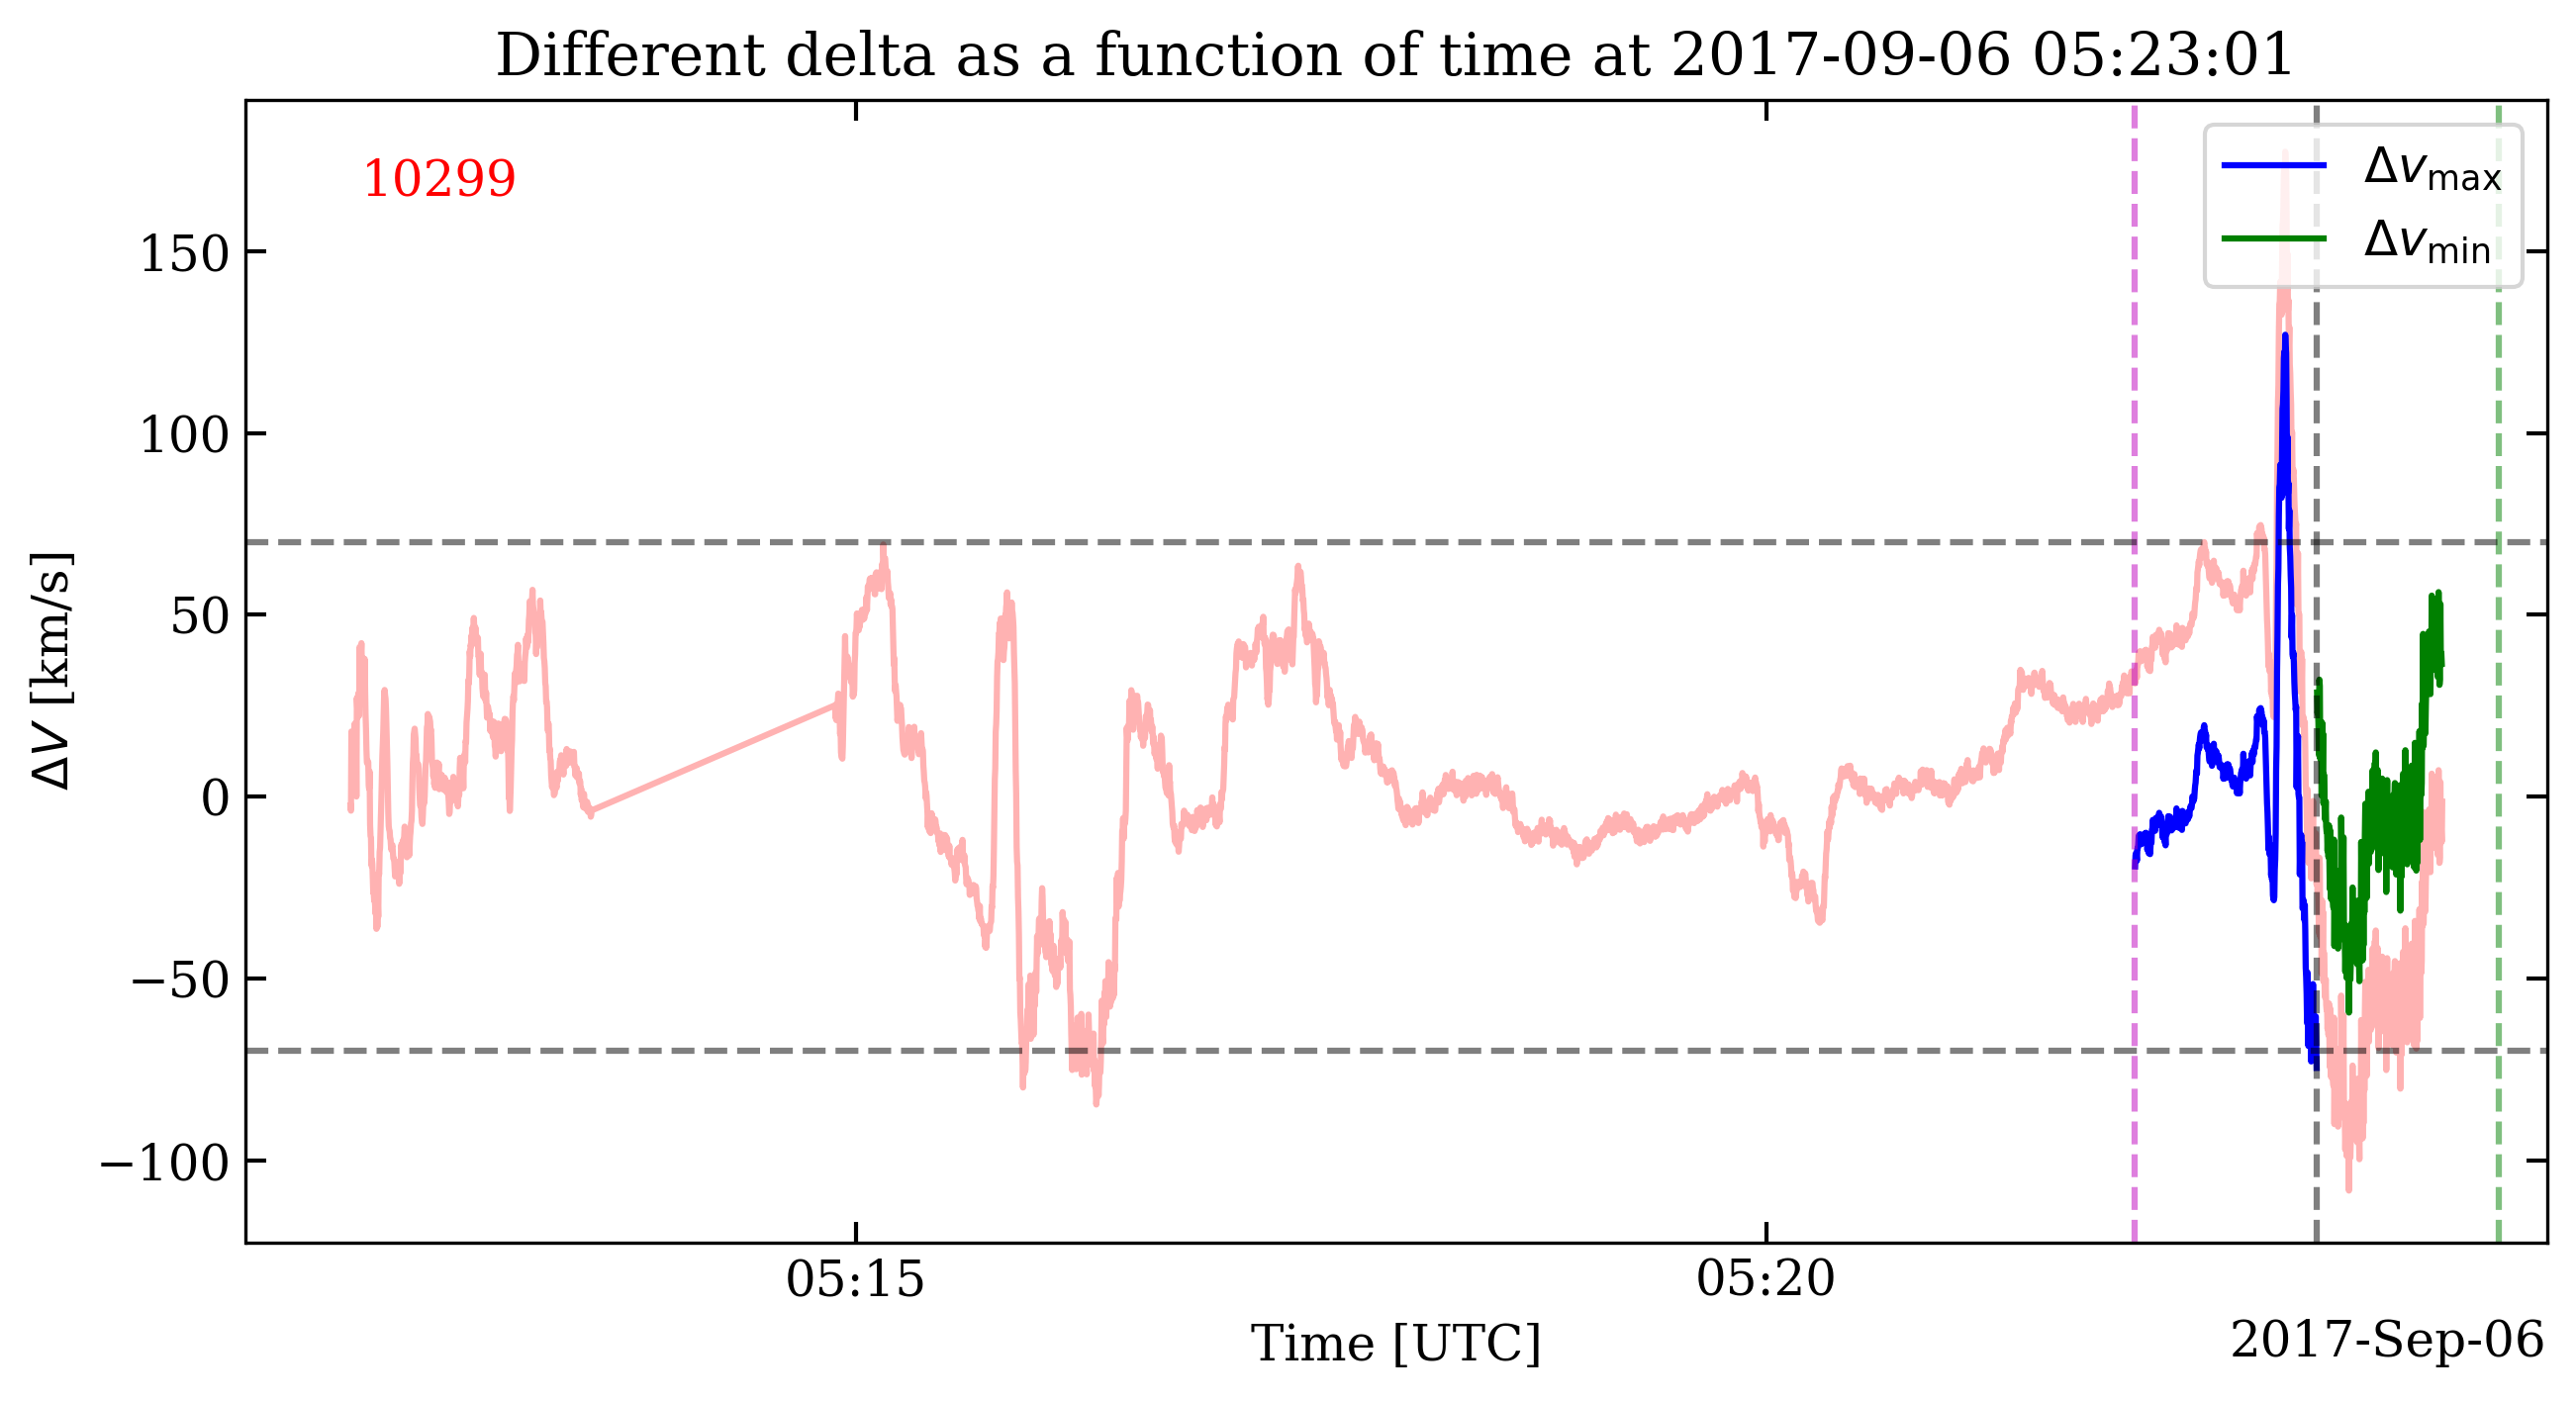 Different delta as a function of time at 2017-09-06 05:23:01
10299
Δv_max
Δv_min
150
100
50
0
−50
−100
ΔV [km/s]
05:15 05:20
Time [UTC]
2017-Sep-06